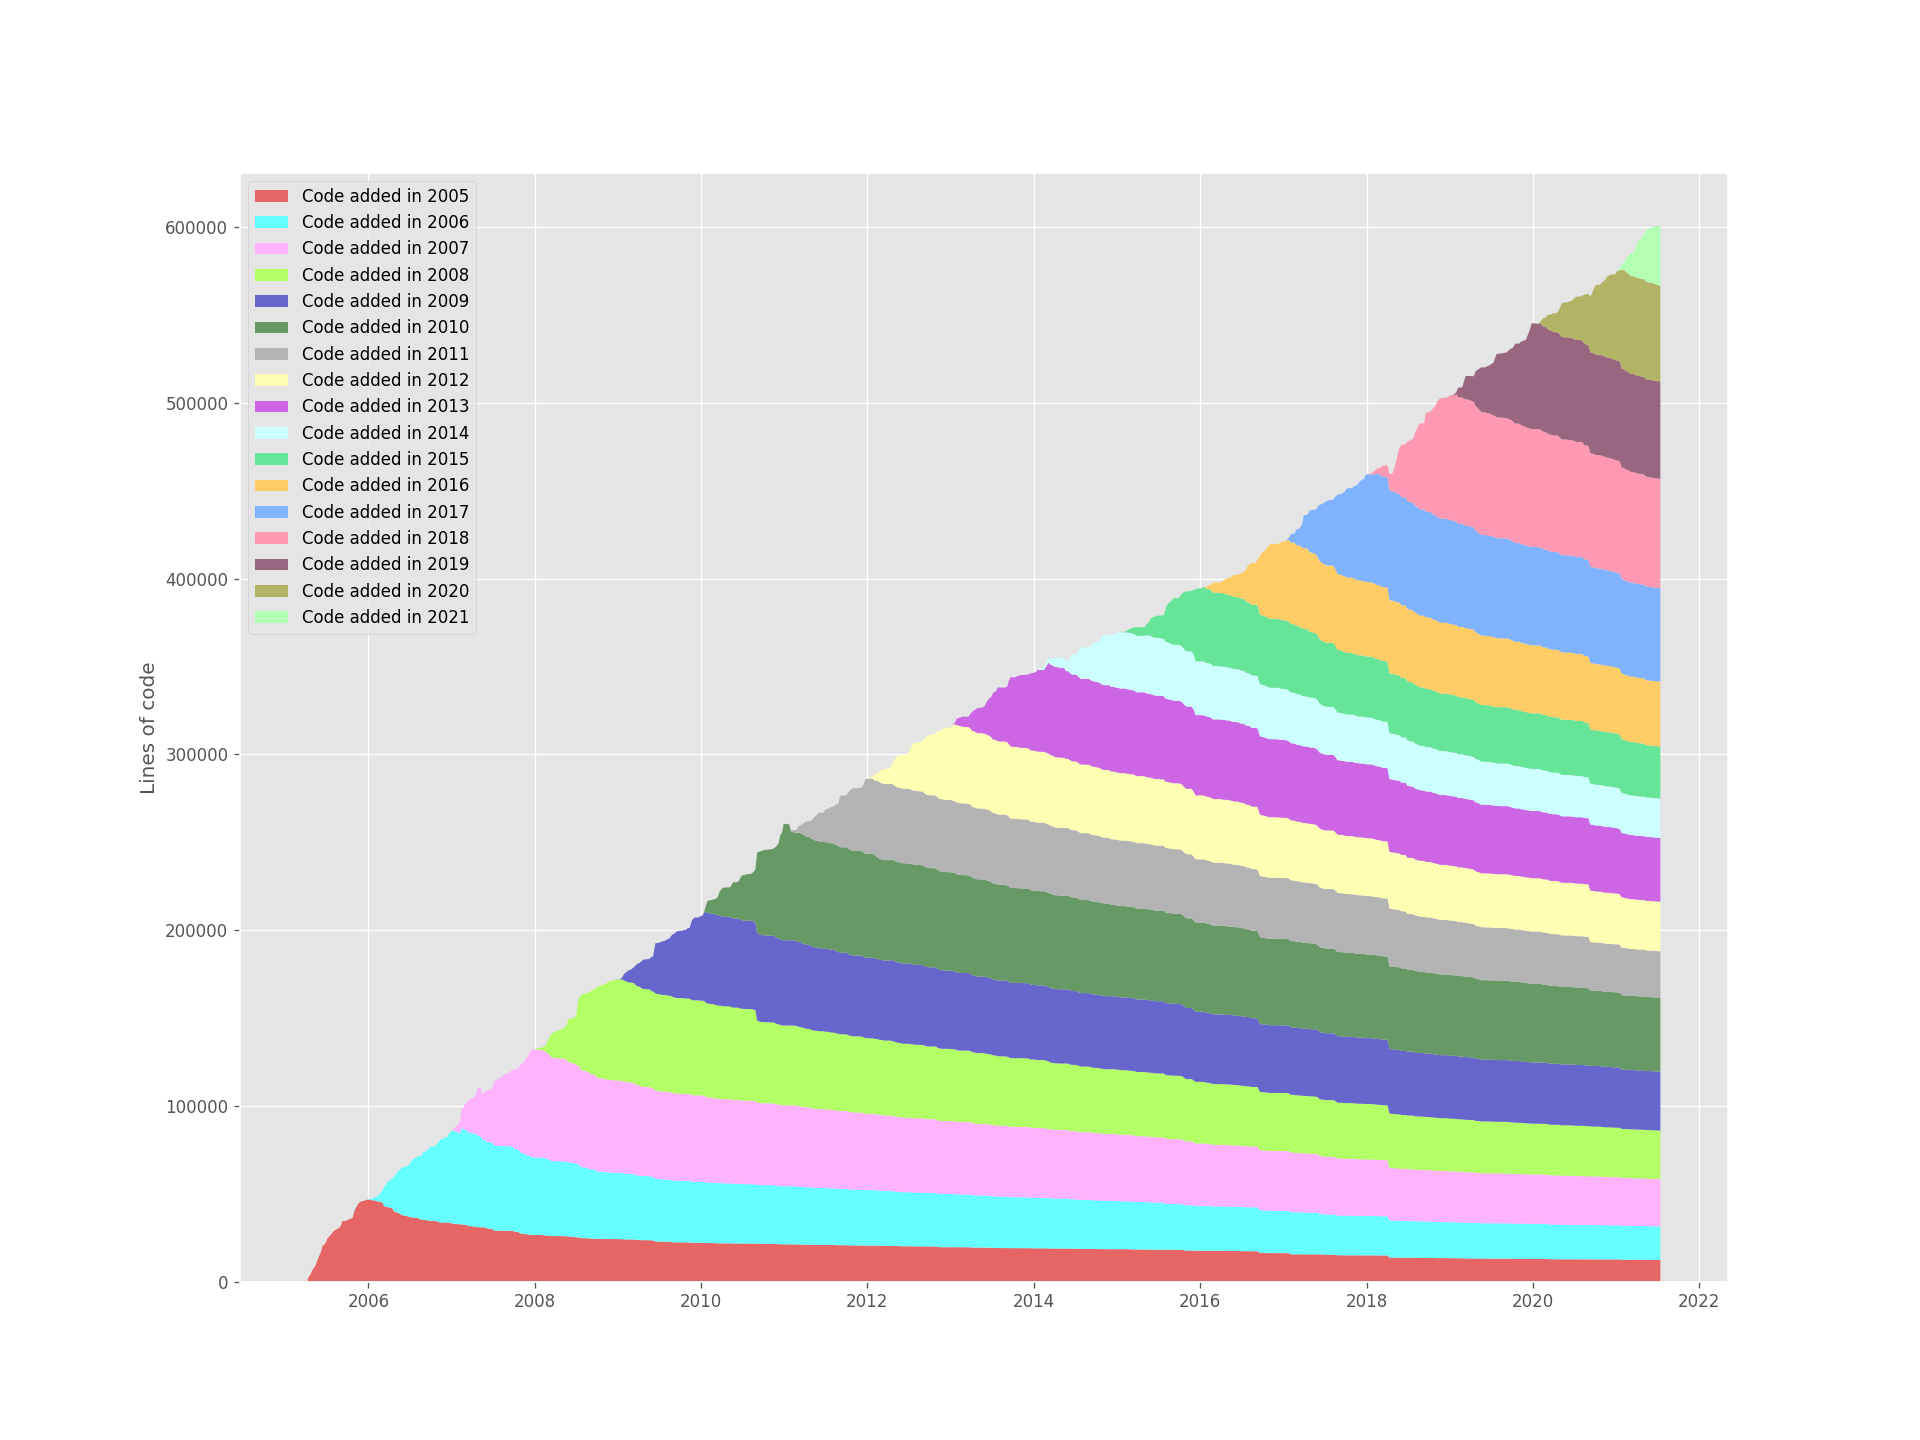 Code added in 2005
Code added in 2006
Code added in 2007
Code added in 2008
Code added in 2009
Code added in 2010
Code added in 2011
Code added in 2012
Code added in 2013
Code added in 2014
Code added in 2015
Code added in 2016
Code added in 2017
Code added in 2018
Code added in 2019
Code added in 2020
Code added in 2021
Lines of code
600000
500000
400000
300000
200000
100000
0
2006 2008 2010 2012 2014 2016 2018 2020 2022